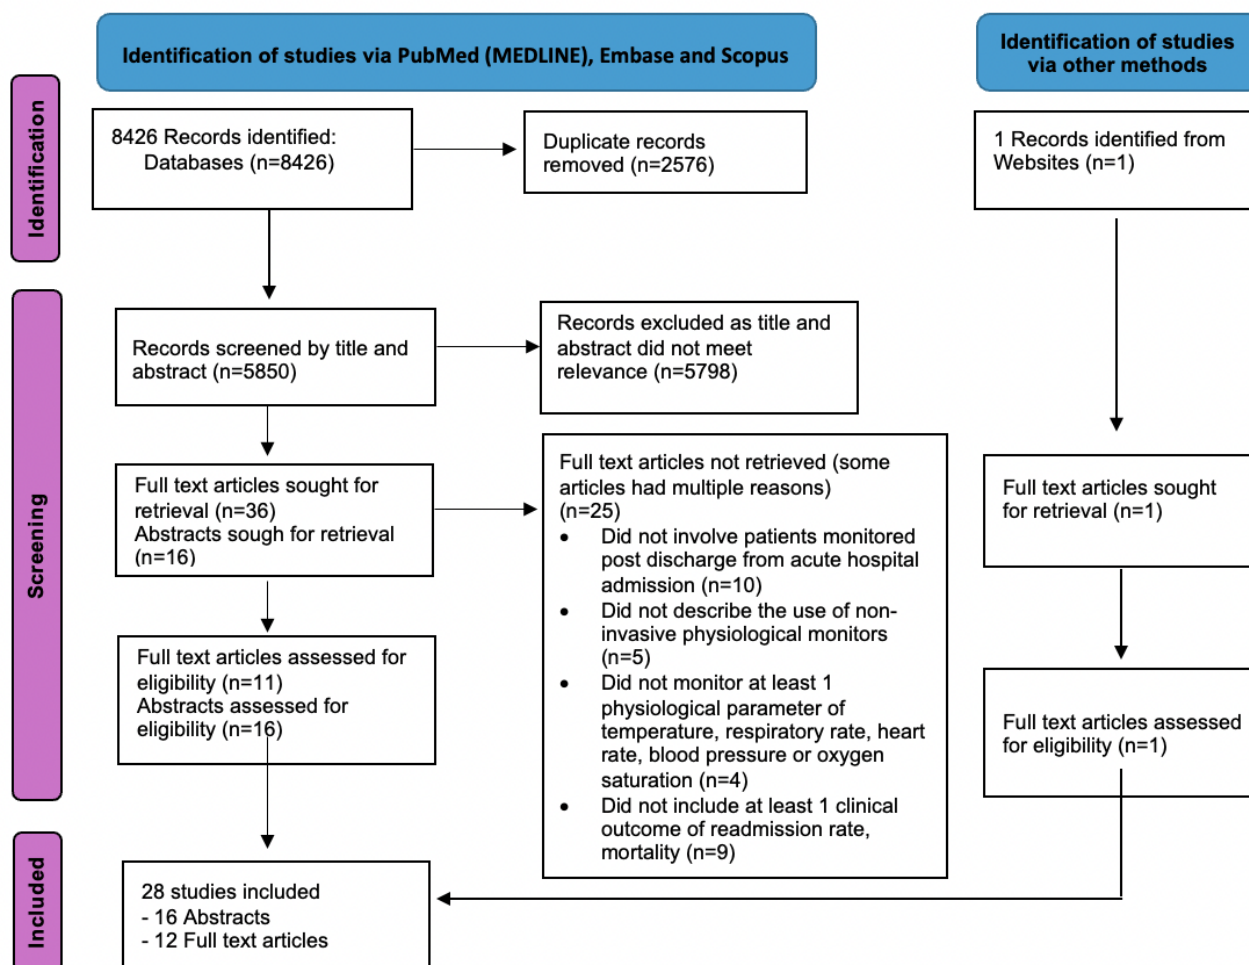 Identification of studies via PubMed (MEDLINE), Embase and Scopus
Identification of studies
via other methods
Identification
8426 Records identified:
Databases (n=8426)
Duplicate records
removed (n=2576)
1 Records identified from
Websites (n=1)
Screening
Records screened by title and
abstract (n=5850)
Records excluded as title and
abstract did not meet
relevance (n=5798)
Full text articles sought for
retrieval (n=36)
Abstracts sough for retrieval
(n=16)
Full text articles not retrieved (some
articles had multiple reasons)
(n=25)
• Did not involve patients monitored
post discharge from acute hospital
admission (n=10)
• Did not describe the use of non-
invasive physiological monitors
(n=5)
• Did not monitor at least 1
physiological parameter of
temperature, respiratory rate, heart
rate, blood pressure or oxygen
saturation (n=4)
• Did not include at least 1 clinical
outcome of readmission rate,
mortality (n=9)
Full text articles sought
for retrieval (n=1)
Full text articles assessed for
eligibility (n=11)
Abstracts assessed for
eligibility (n=16)
Full text articles assessed
for eligibility (n=1)
Included
28 studies included
- 16 Abstracts
- 12 Full text articles